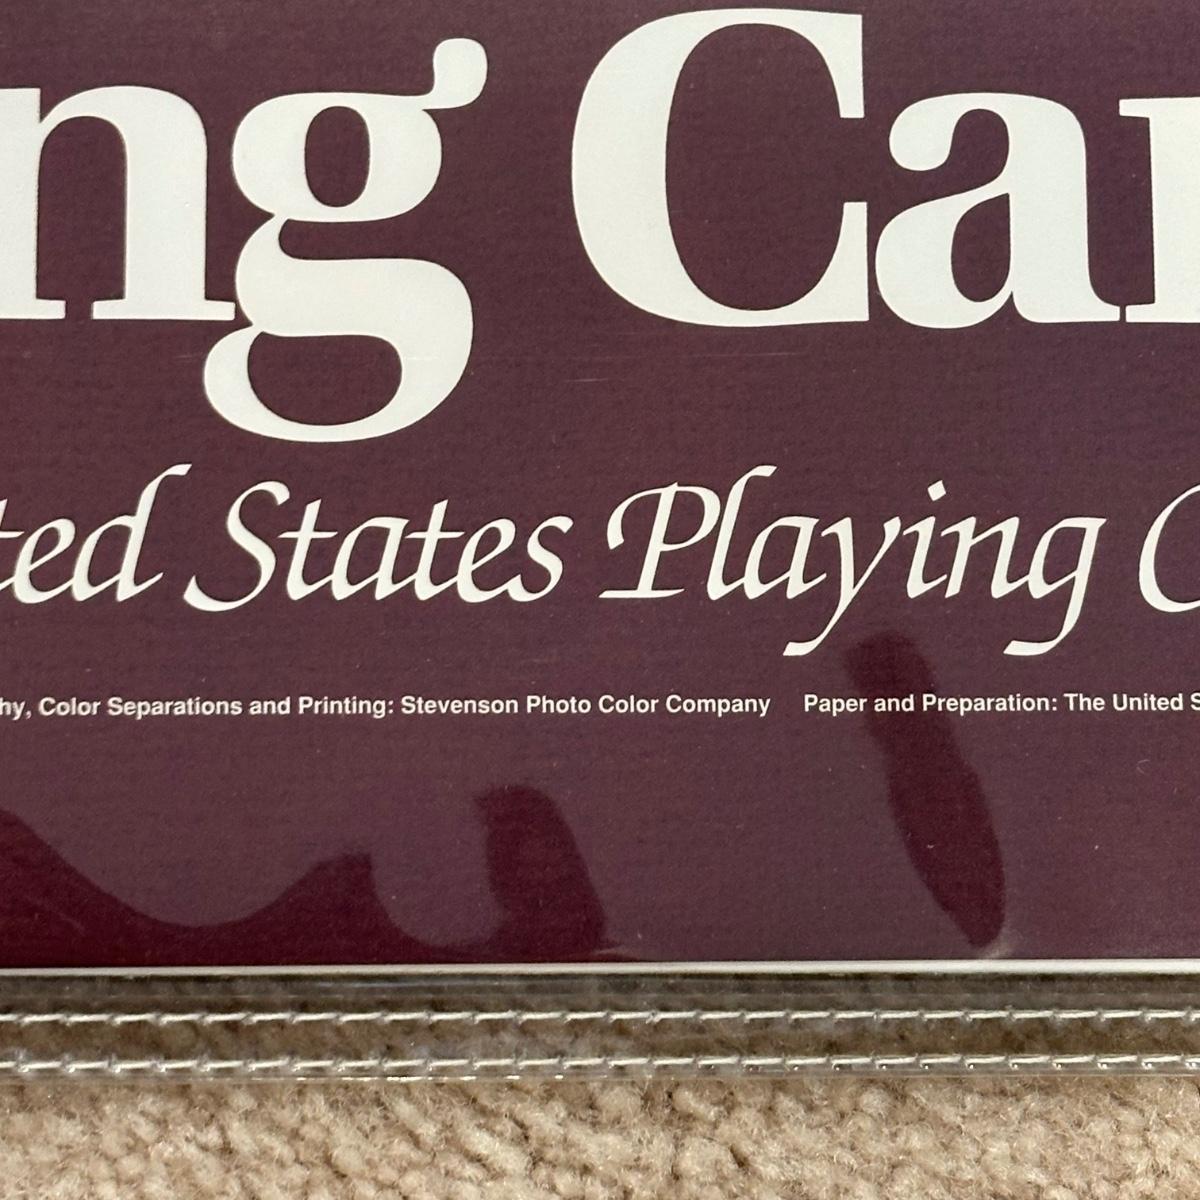 ng Car
ted States Playing C
hy, Color Separations and Printing: Stevenson Photo Color Company Paper and Preparation: The United S